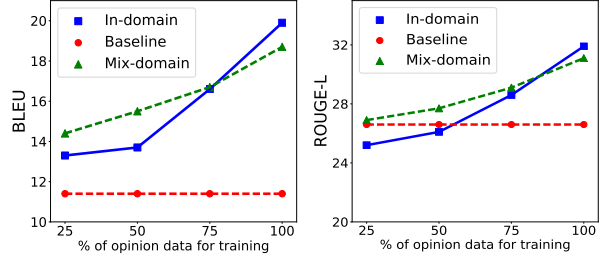 BLEU
20
18
16
14
12
10
In-domain
Baseline
Mix-domain
25
50
75
100
% of opinion data for training
ROUGE-L
32
28
24
20
In-domain
Baseline
Mix-domain
25
50
75
100
% of opinion data for training